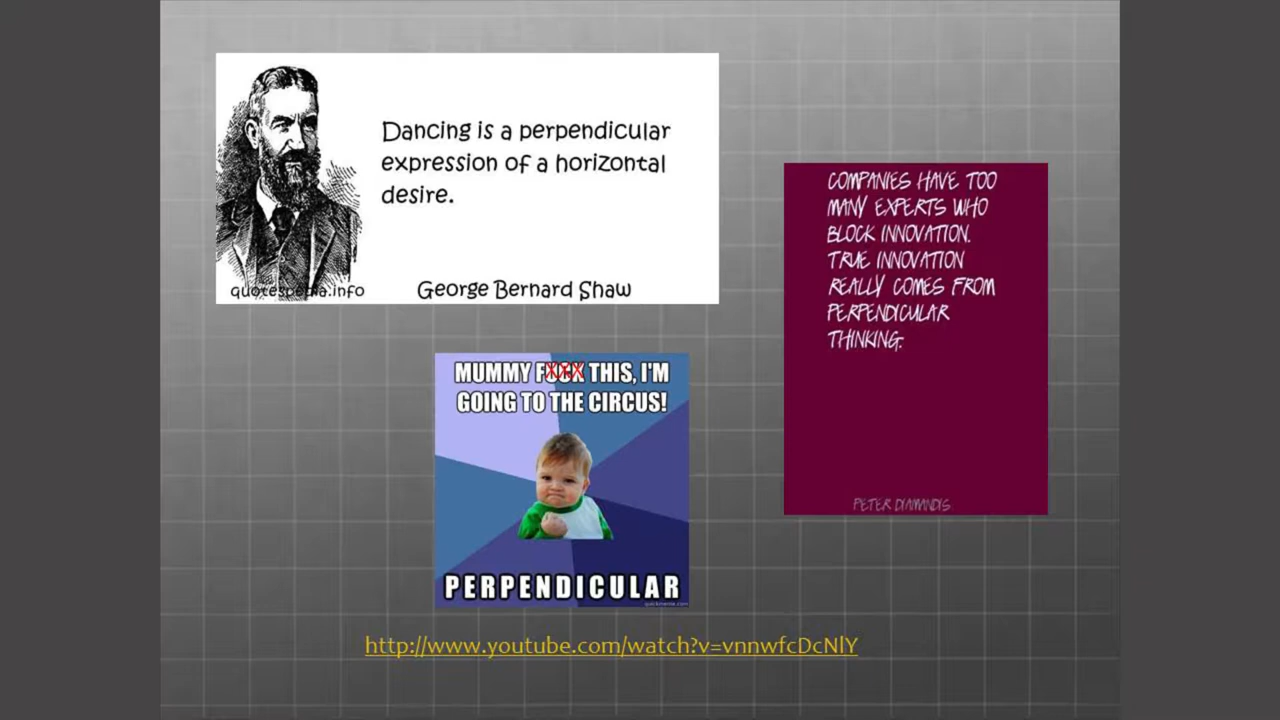 Dancing is a perpendicular
expression of a horizontal
desire.
quotespedia.info
George Bernard Shaw
COMPANIES HAVE TOO
MANY EXPERTS WHO
BLOCK INNOVATION.
TRUE INNOVATION
REALLY COMES FROM
PERPENDICULAR
THINKING.
PETER DIAMANDIS
MUMMY FXXX THIS, I'M
GOING TO THE CIRCUS!
PERPENDICULAR
quickmeme.com
http://www.youtube.com/watch?v=vnnwfcDcNlY